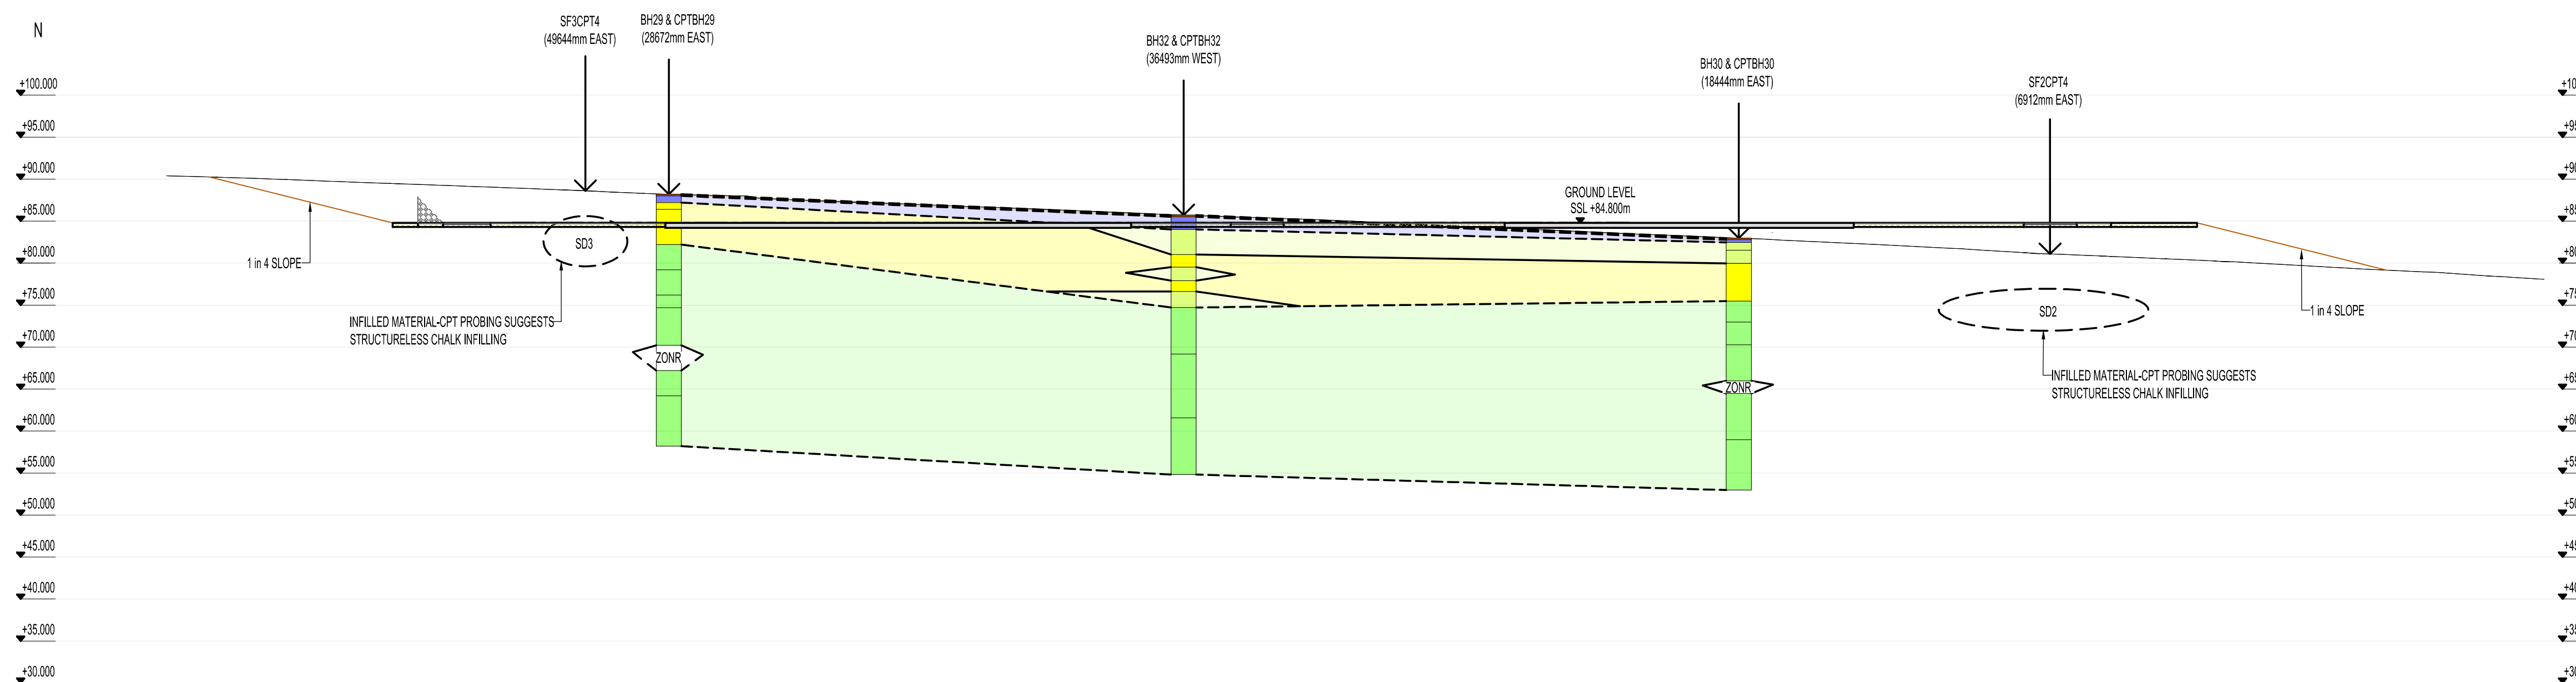 N
SF3CPT4
(49644mm EAST)
BH29 & CPTBH29
(28672mm EAST)
BH32 & CPTBH32
(36493mm WEST)
BH30 & CPTBH30
(18444mm EAST)
SF2CPT4
(6912mm EAST)
+100.000
+95.000
+90.000
+85.000
+80.000
+75.000
+70.000
+65.000
+60.000
+55.000
+50.000
+45.000
+40.000
+35.000
+30.000
GROUND LEVEL
SSL +84.800m
1 in 4 SLOPE
SD3
INFILLED MATERIAL-CPT PROBING SUGGESTS
STRUCTURELESS CHALK INFILLING
ZONR
ZONR
SD2
1 in 4 SLOPE
INFILLED MATERIAL-CPT PROBING SUGGESTS
STRUCTURELESS CHALK INFILLING